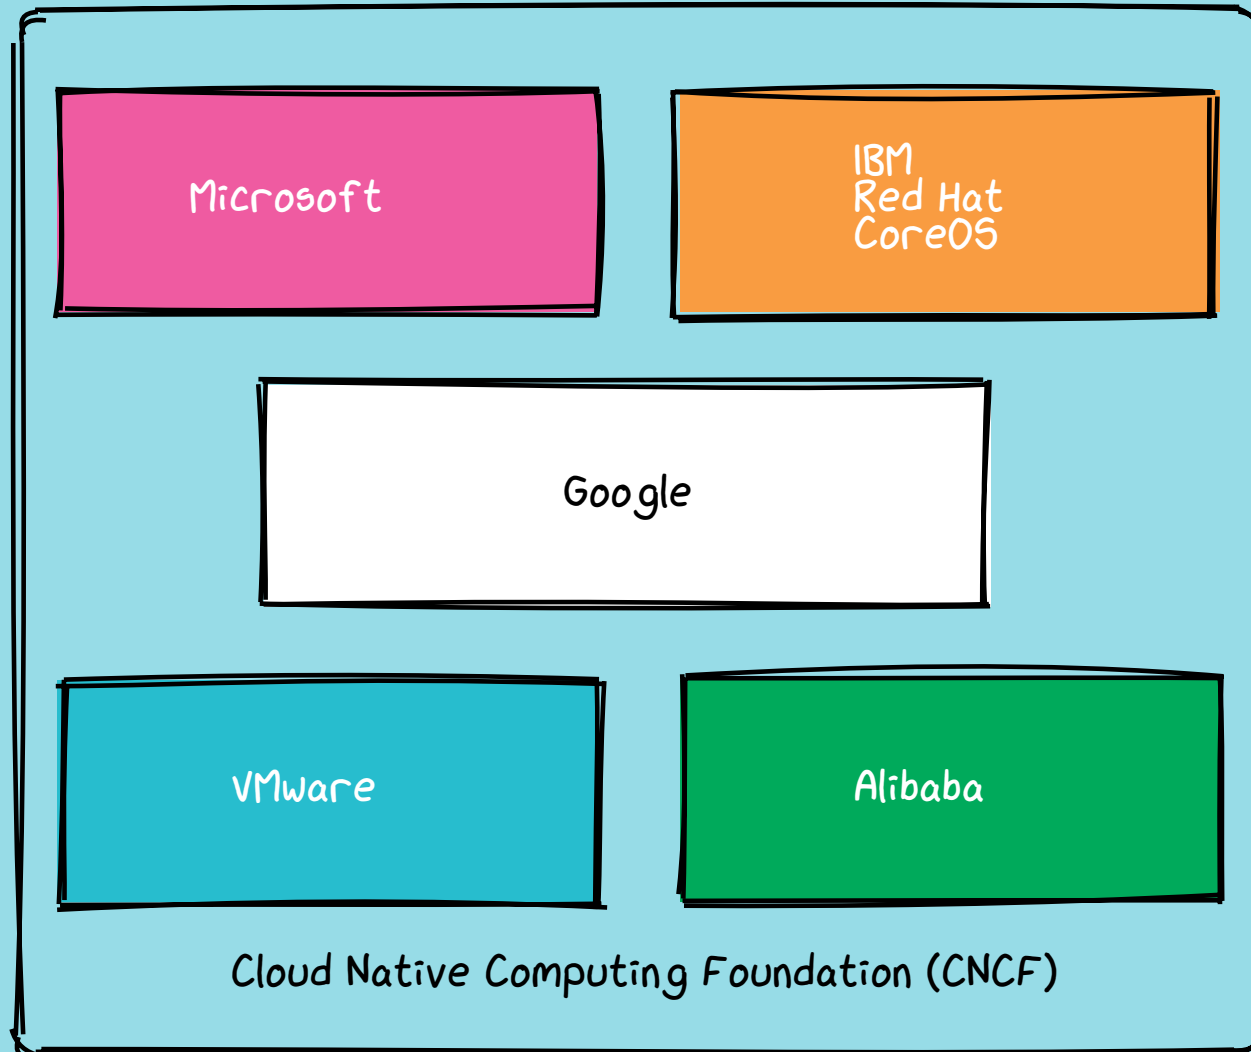 Microsoft
IBM
Red Hat
CoreOS
Google
VMware
Alibaba
Cloud Native Computing Foundation (CNCF)